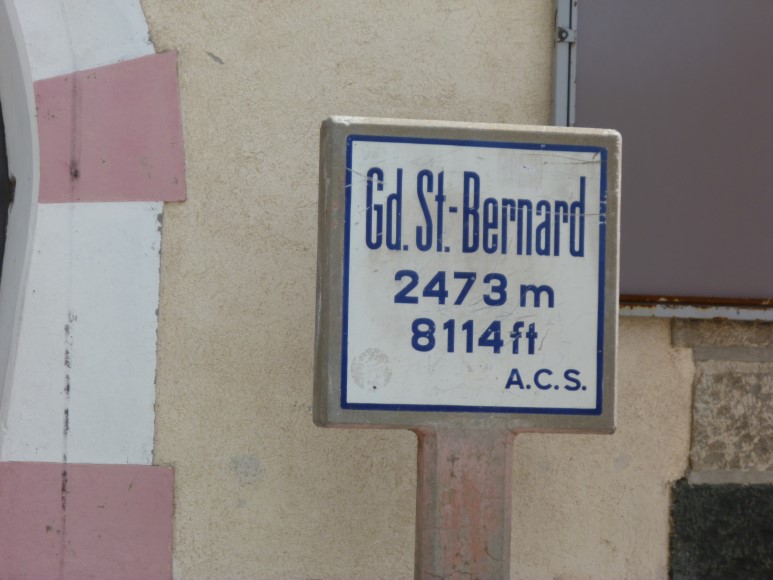 Gd. St.-Bernard
2473 m
8114 ft
A.C.S.